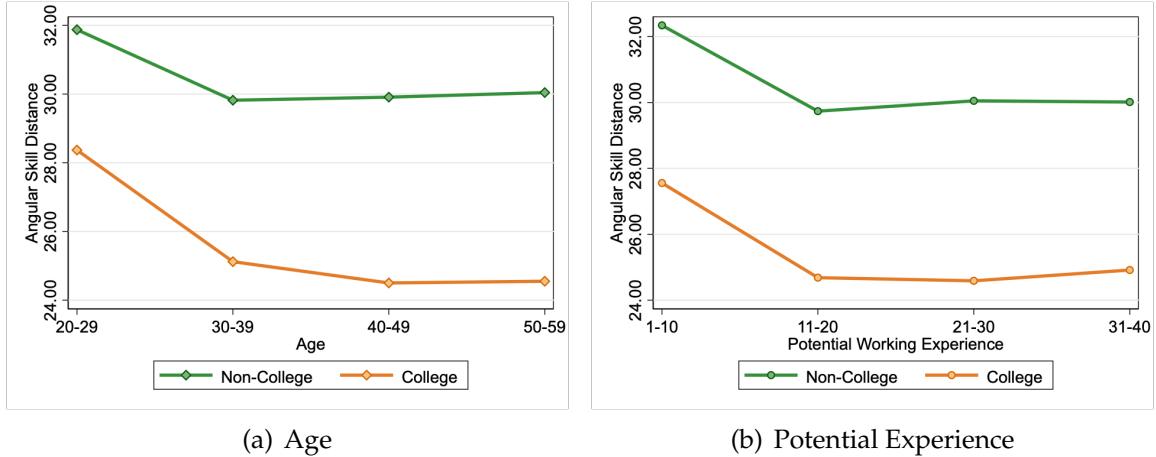 Angular Skill Distance
32.00
30.00
28.00
26.00
24.00
20-29 30-39 40-49 50-59
Age
Non-College College
(a) Age
Angular Skill Distance
32.00
30.00
28.00
26.00
24.00
1-10 11-20 21-30 31-40
Potential Working Experience
Non-College College
(b) Potential Experience